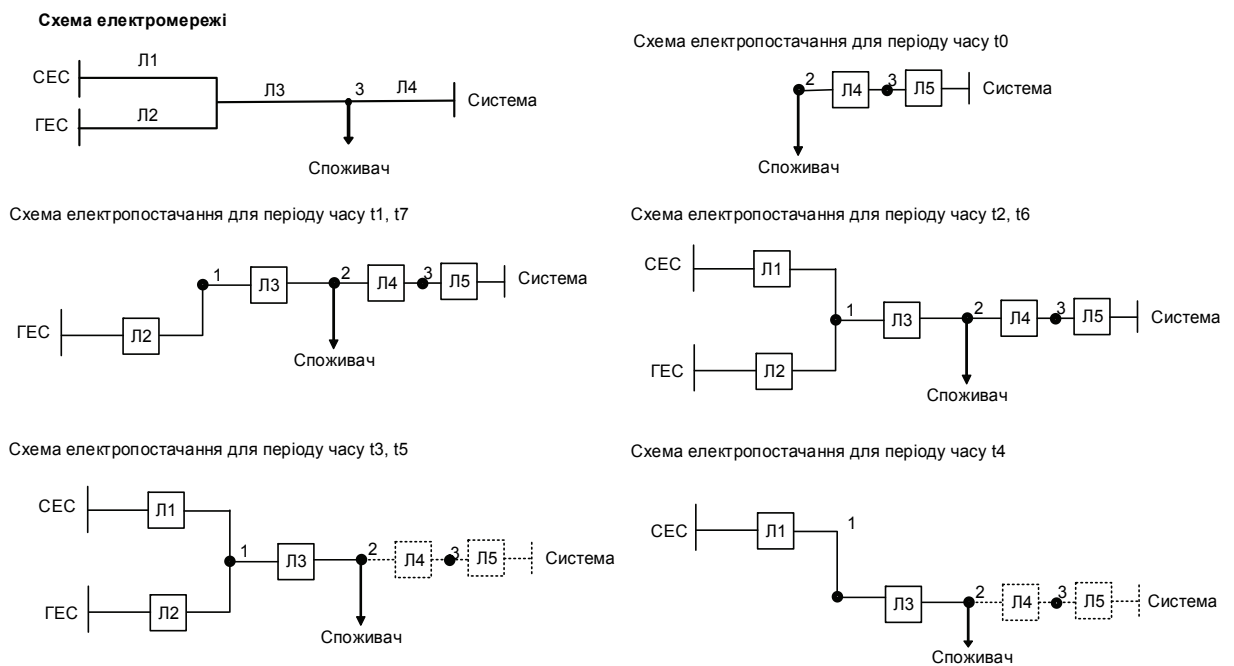 Схема електромережі
СЕС
Л1
ГЕС
Л2
Л3
3
Л4
Система
Споживач
Схема електропостачання для періоду часу t0
2
Л4
3
Л5
Система
Споживач
Схема електропостачання для періоду часу t1, t7
ГЕС
Л2
1
Л3
2
Л4
3
Л5
Система
Споживач
Схема електропостачання для періоду часу t2, t6
СЕС
Л1
ГЕС
Л2
1
Л3
2
Л4
3
Л5
Система
Споживач
Схема електропостачання для періоду часу t3, t5
СЕС
Л1
ГЕС
Л2
1
Л3
2
Л4
3
Л5
Система
Споживач
Схема електропостачання для періоду часу t4
СЕС
Л1
1
Л3
2
Л4
3
Л5
Система
Споживач